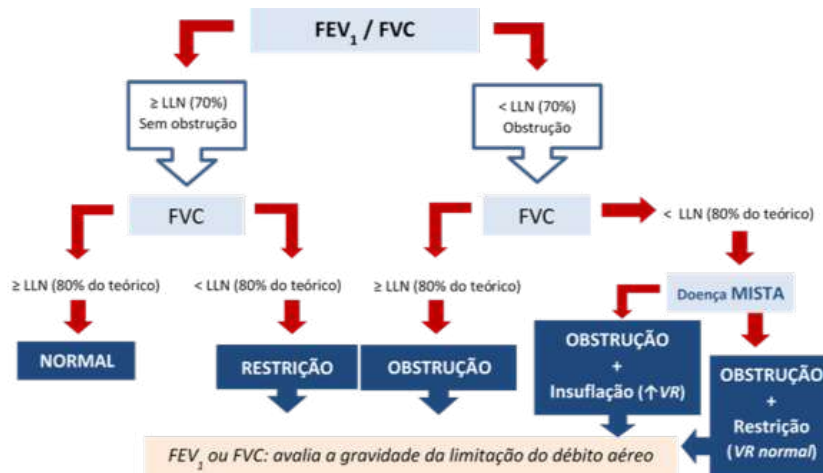 FEV1 / FVC
≥ LLN (70%)
Sem obstrução
< LLN (70%)
Obstrução
FVC
FVC
< LLN (80% do teórico)
≥ LLN (80% do teórico)
< LLN (80% do teórico)
≥ LLN (80% do teórico)
Doença MISTA
NORMAL
RESTRIÇÃO
OBSTRUÇÃO
OBSTRUÇÃO
+
Insuflação (↑VR)
OBSTRUÇÃO
+
Restrição
(VR normal)
FEV1 ou FVC: avalia a gravidade da limitação do débito aéreo